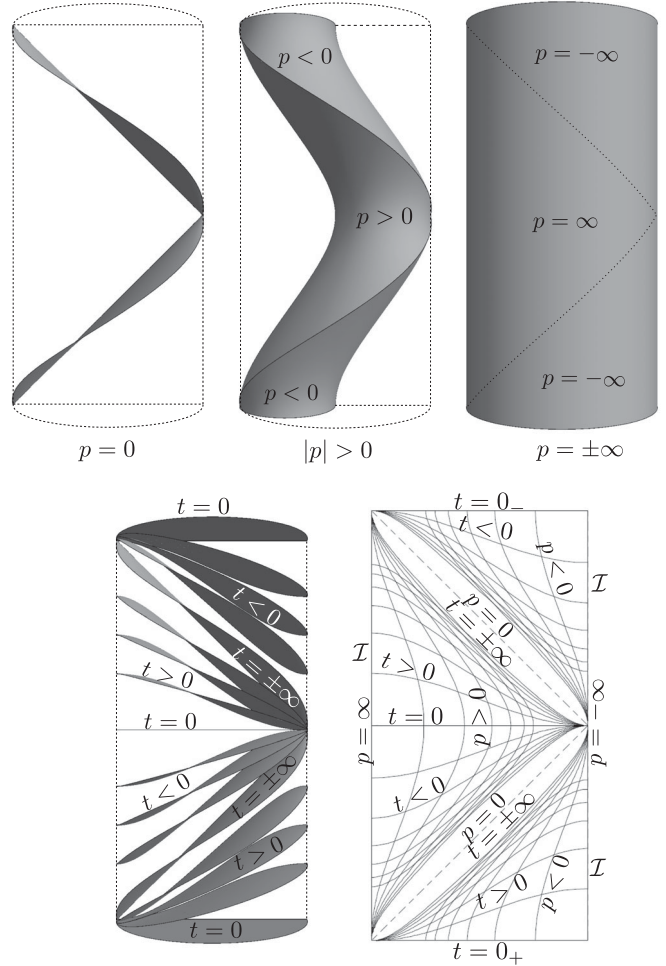 p < 0
p > 0
p < 0
p = −∞
p = ∞
p = −∞
p = 0
|p| > 0
p = ±∞
t = 0
t < 0
t = ±∞
t > 0
t = 0
t < 0
t = ±∞
t > 0
t = 0
t = 0₋
t < 0
p < 0
ℐ
p = 0
t = ±∞
ℐ
t > 0
p = ∞
t = 0
p > 0
p = −∞
t < 0
p = 0
t = ±∞
ℐ
t > 0
p < 0
t = 0₊